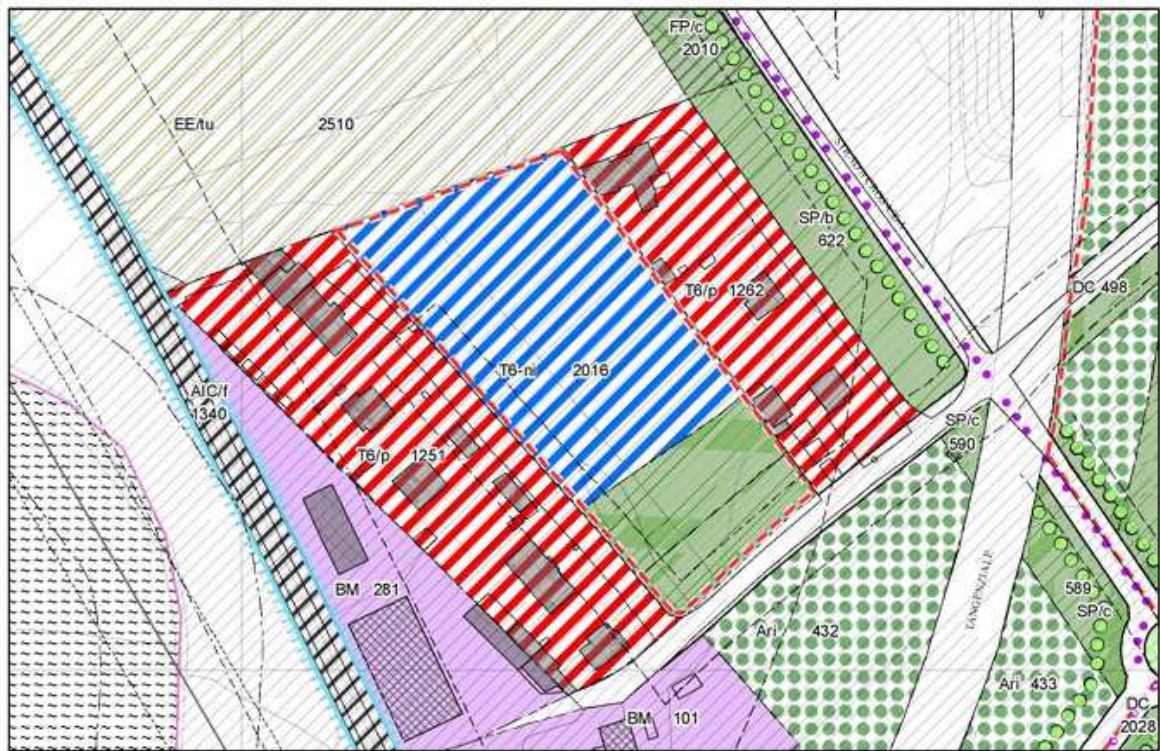 FP/c
2010
EE/tu 2510
SP/b
622
T6/p 1262
DC 498
T6-ni 2016
AIC/f
1340
SP/c
590
T6/p 1251
BM 281
589
SP/c
Ari 432
TANGENZIALE
Ari 433
BM 101
DC
2028